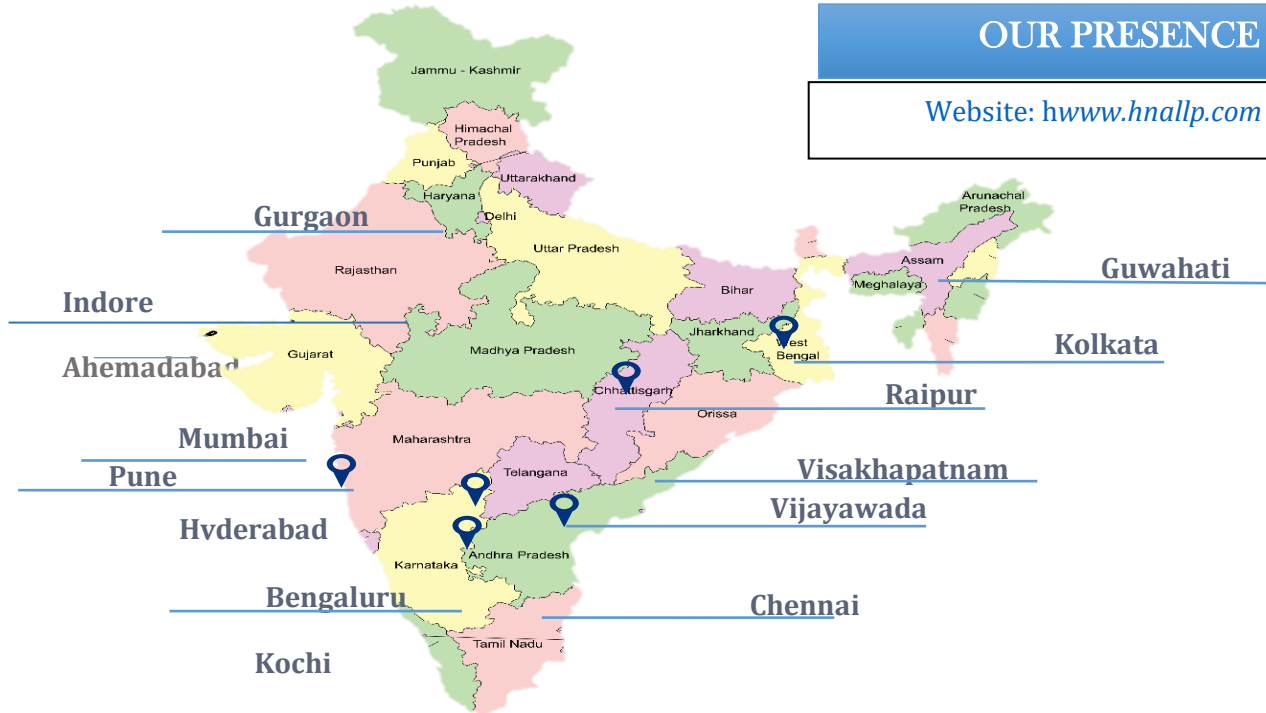 OUR PRESENCE
Website: hwww.hnallp.com
Jammu - Kashmir
Himachal
Pradesh
Punjab
Uttarakhand
Haryana
Delhi
Gurgaon
Uttar Pradesh
Rajasthan
Arunachal
Pradesh
Assam
Meghalaya
Guwahati
Bihar
Indore
Jharkhand
West
Bengal
Kolkata
Gujarat
Madhya Pradesh
Ahemadabad
Chhattisgarh
Raipur
Orissa
Mumbai
Maharashtra
Pune
Telangana
Visakhapatnam
Vijayawada
Hvderabad
Andhra Pradesh
Karnataka
Bengaluru
Chennai
Tamil Nadu
Kochi